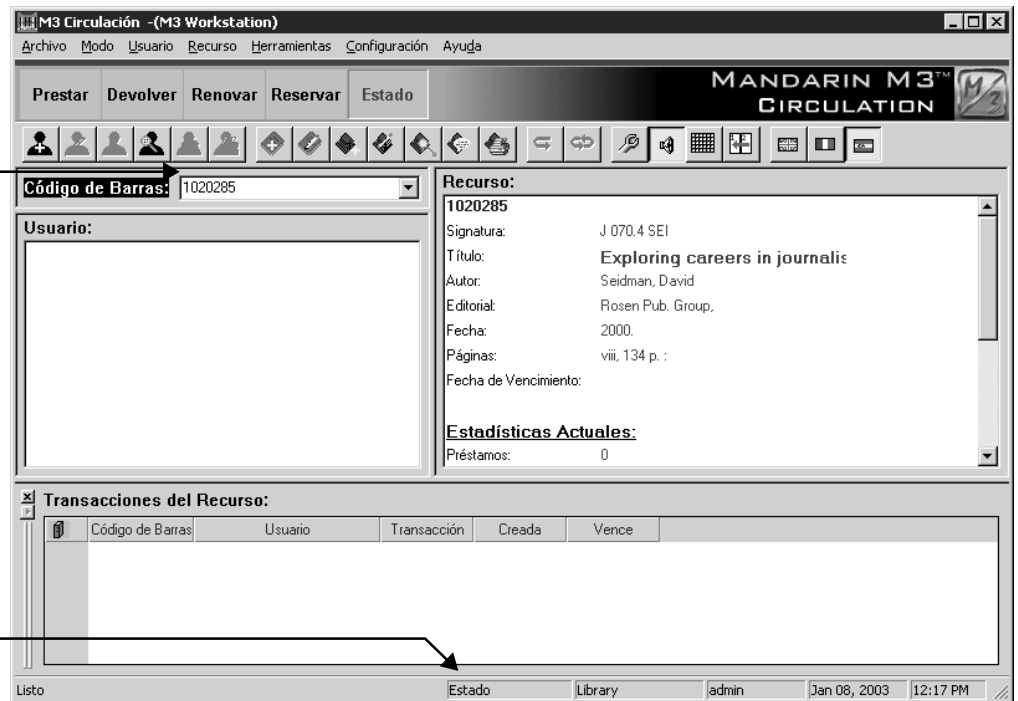 M3 Circulación -(M3 Workstation)
Archivo Modo Usuario Recurso Herramientas Configuración Ayuda
Prestar Devolver Renovar Reservar Estado
MANDARIN M3™
CIRCULATION
M3
Código de Barras: 1020285
Usuario:
Recurso:
1020285
Signatura: J 070.4 SEI
Título: Exploring careers in journalis
Autor: Seidman, David
Editorial: Rosen Pub. Group,
Fecha: 2000.
Páginas: viii, 134 p. :
Fecha de Vencimiento:
Estadísticas Actuales:
Préstamos: 0
Transacciones del Recurso:
Código de Barras Usuario Transacción Creada Vence
Listo Estado Library admin Jan 08, 2003 12:17 PM